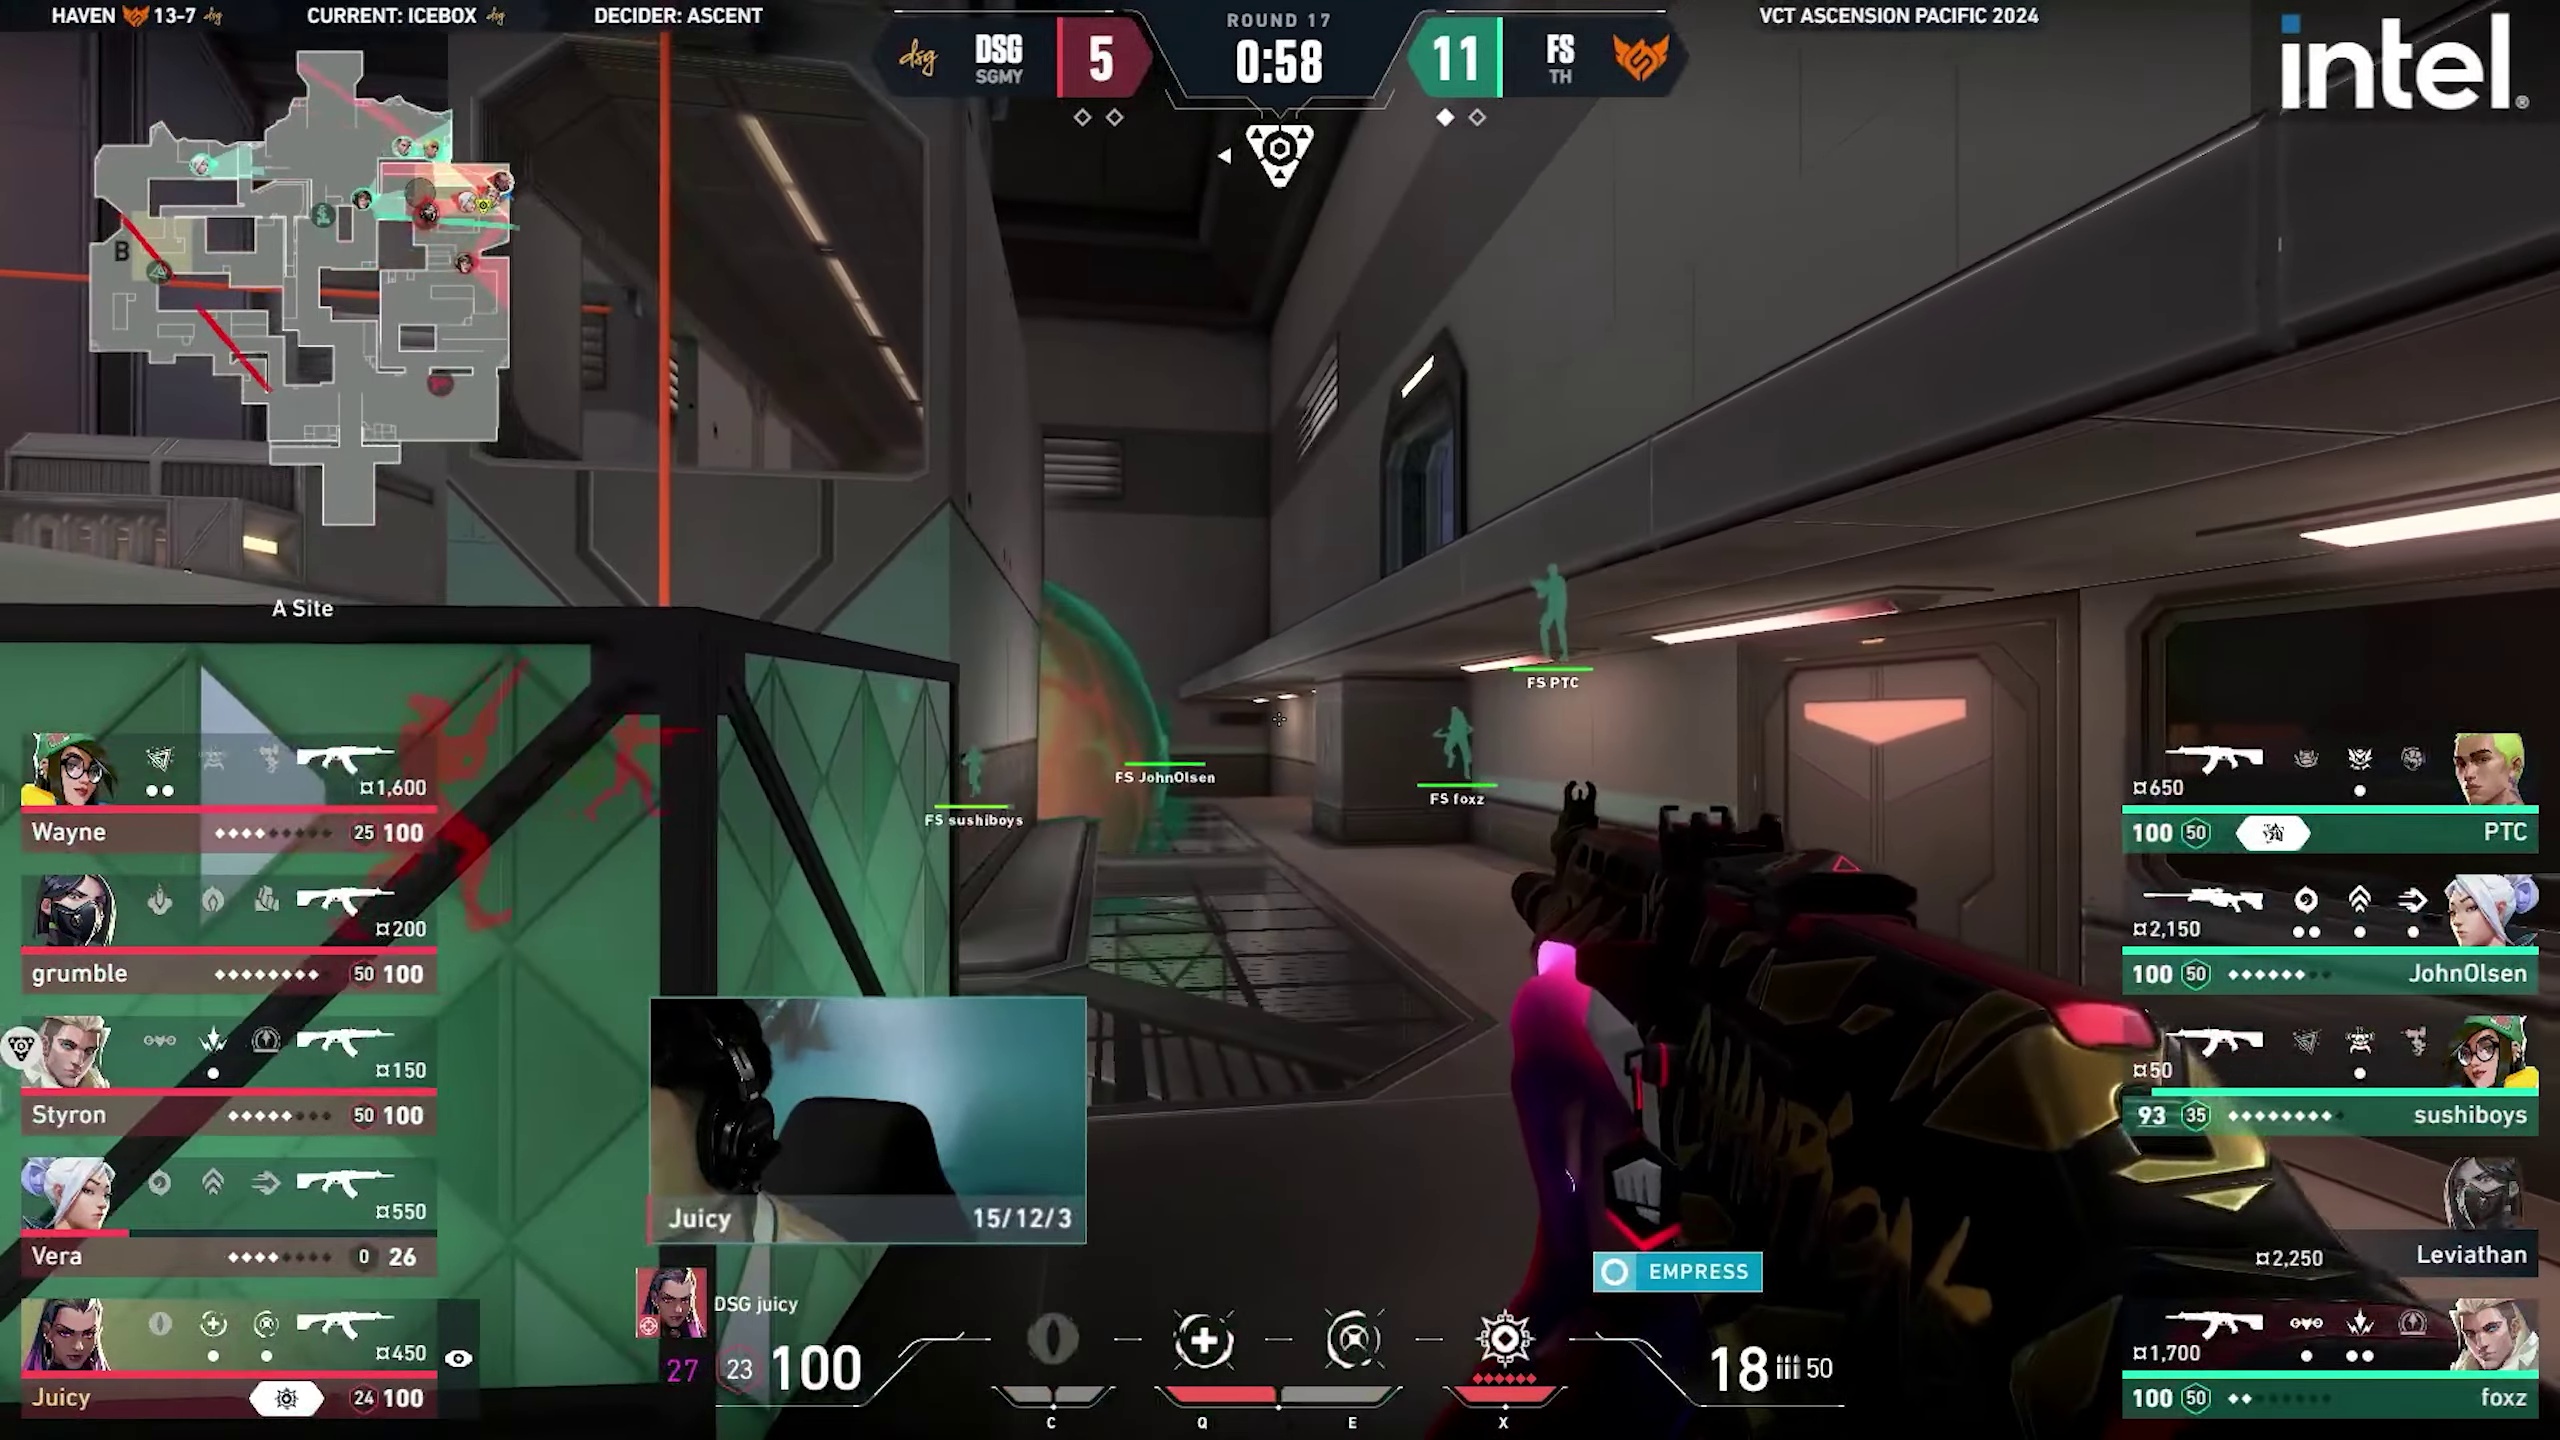 HAVEN 13-7 dsg
CURRENT: ICEBOX dsg
DECIDER: ASCENT
dsg DSG 5
SGMY
ROUND 17
0:58
11 FS
TH
VCT ASCENSION PACIFIC 2024
intel
B
A Site
FS PTC
FS JohnOlsen
FS foxz
FS sushiboys
1,600
Wayne 25 100
200
grumble 50 100
150
Styron 50 100
550
Vera 0 26
450
Juicy 24 100
Juicy 15/12/3
DSG juicy
27 23 100
C Q E X
EMPRESS
18 50
650
100 50 PTC
2,150
100 50 JohnOlsen
50
93 35 sushiboys
2,250 Leviathan
1,700
100 50 foxz